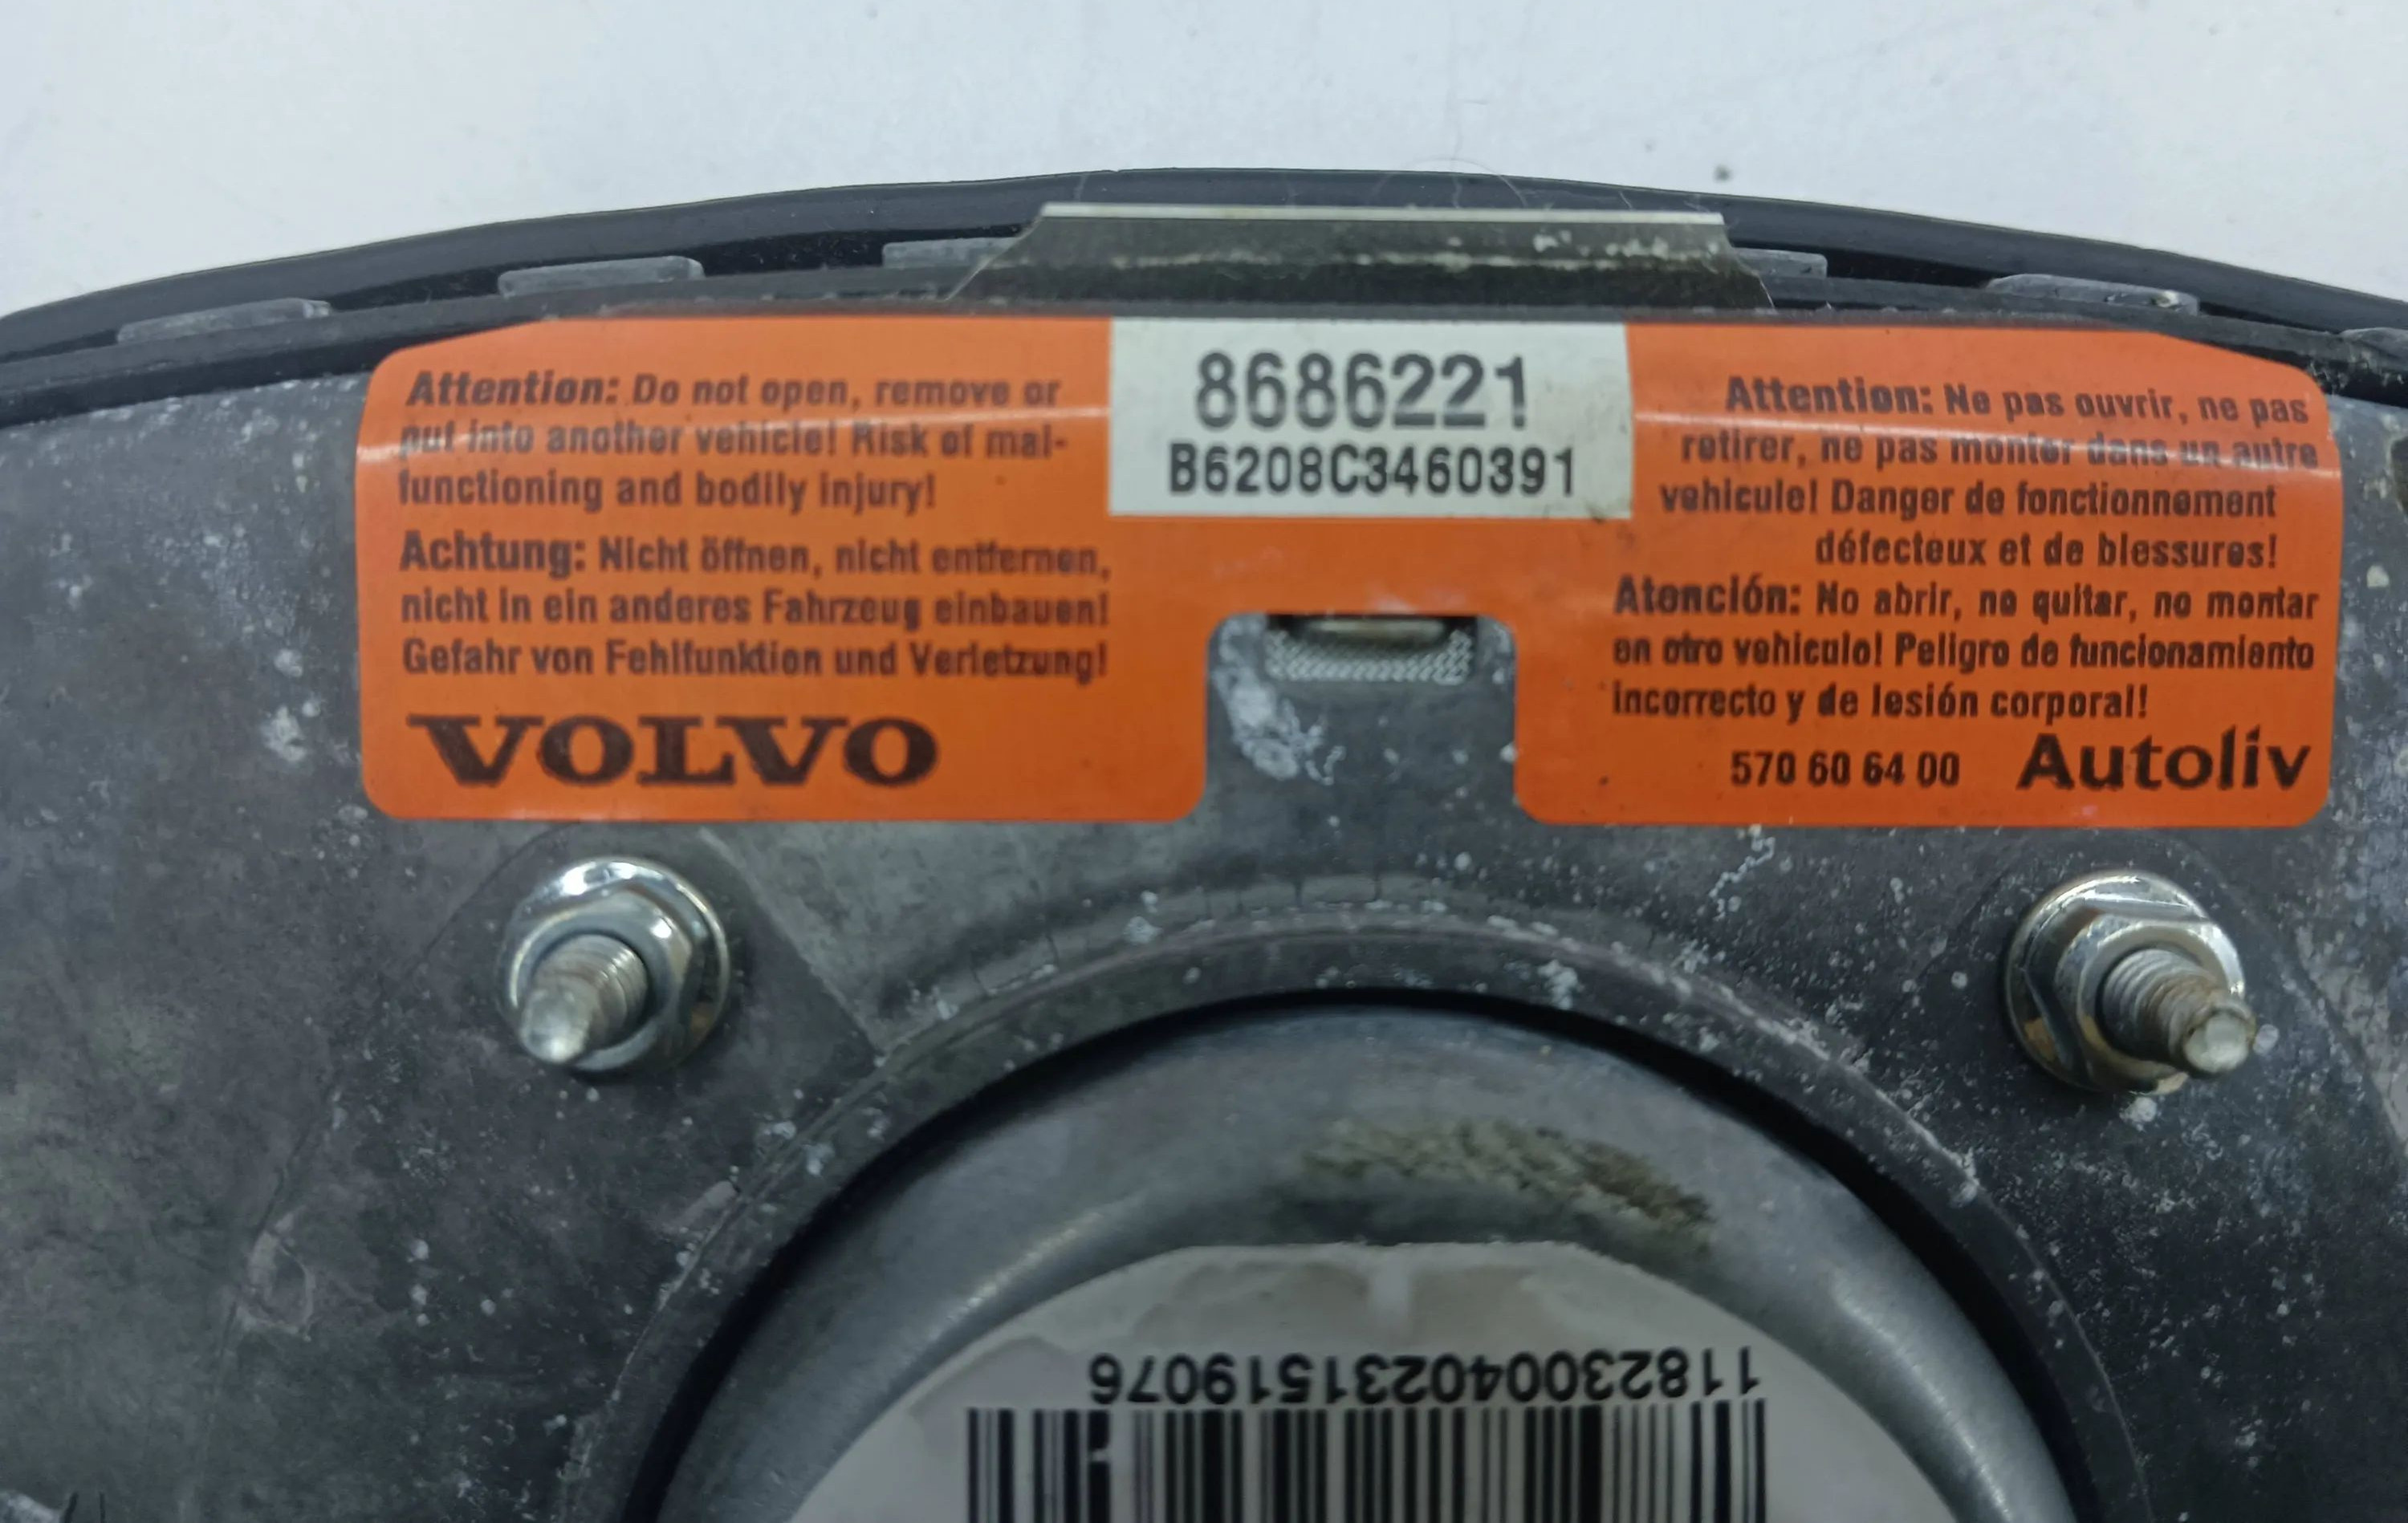 Attention: Do not open, remove or
put into another vehicle! Risk of mal-
functioning and bodily injury!
Achtung: Nicht öffnen, nicht entfernen,
nicht in ein anderes Fahrzeug einbauen!
Gefahr von Fehlfunktion und Verletzung!
VOLVO
8686221
B6208C3460391
Attention: Ne pas ouvrir, ne pas
retirer, ne pas monter dans un autre
vehicule! Danger de fonctionnement
défecteux et de blessures!
Atención: No abrir, no quitar, no montar
en otro vehiculo! Peligro de funcionamiento
incorrecto y de lesión corporal!
570 60 64 00 Autoliv
11823004023151519076